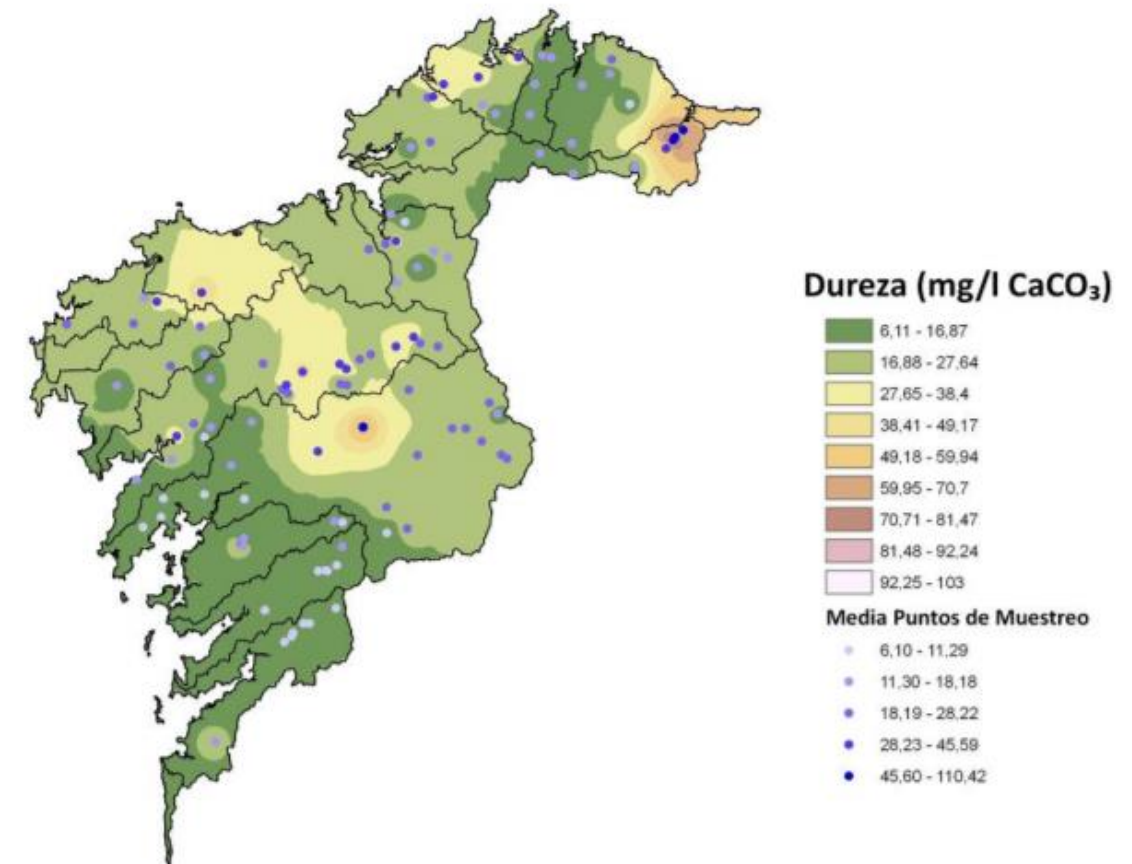 Dureza (mg/l CaCO₃)
6,11 - 16,87
16,88 - 27,64
27,65 - 38,4
38,41 - 49,17
49,18 - 59,94
59,95 - 70,7
70,71 - 81,47
81,48 - 92,24
92,25 - 103
Media Puntos de Muestreo
6,10 - 11,29
11,30 - 18,18
18,19 - 28,22
28,23 - 45,59
45,60 - 110,42